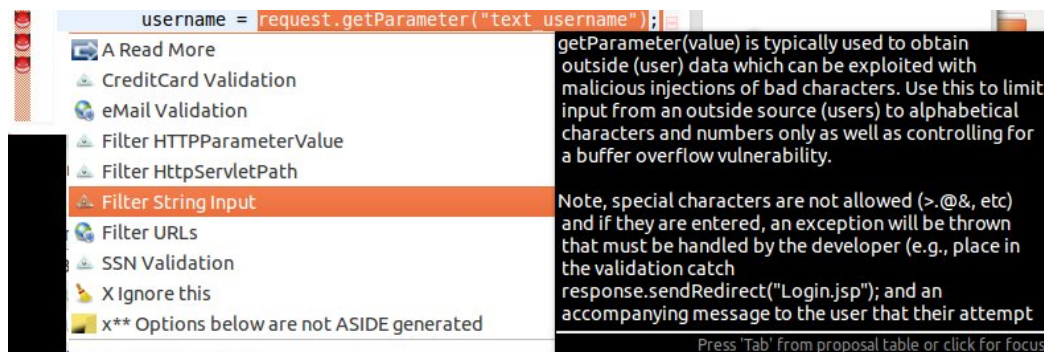 username = request.getParameter("text_username");
A Read More
CreditCard Validation
eMail Validation
Filter HTTPParameterValue
Filter HttpServletPath
Filter String Input
Filter URLs
SSN Validation
X Ignore this
x** Options below are not ASIDE generated
getParameter(value) is typically used to obtain
outside (user) data which can be exploited with
malicious injections of bad characters. Use this to limit
input from an outside source (users) to alphabetical
characters and numbers only as well as controlling for
a buffer overflow vulnerability.
Note, special characters are not allowed (>.@&, etc)
and if they are entered, an exception will be thrown
that must be handled by the developer (e.g., place in
the validation catch
response.sendRedirect("Login.jsp"); and an
accompanying message to the user that their attempt
Press 'Tab' from proposal table or click for focus